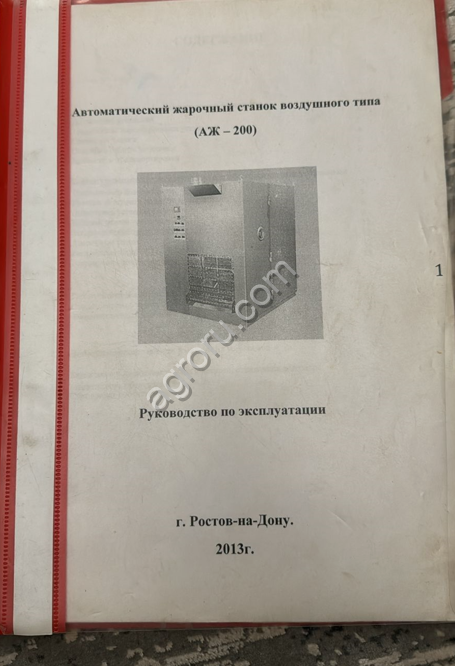 Автоматический жарочный станок воздушного типа
(АЖ – 200)
1
agroru.com
Руководство по эксплуатации
г. Ростов-на-Дону.
2013г.